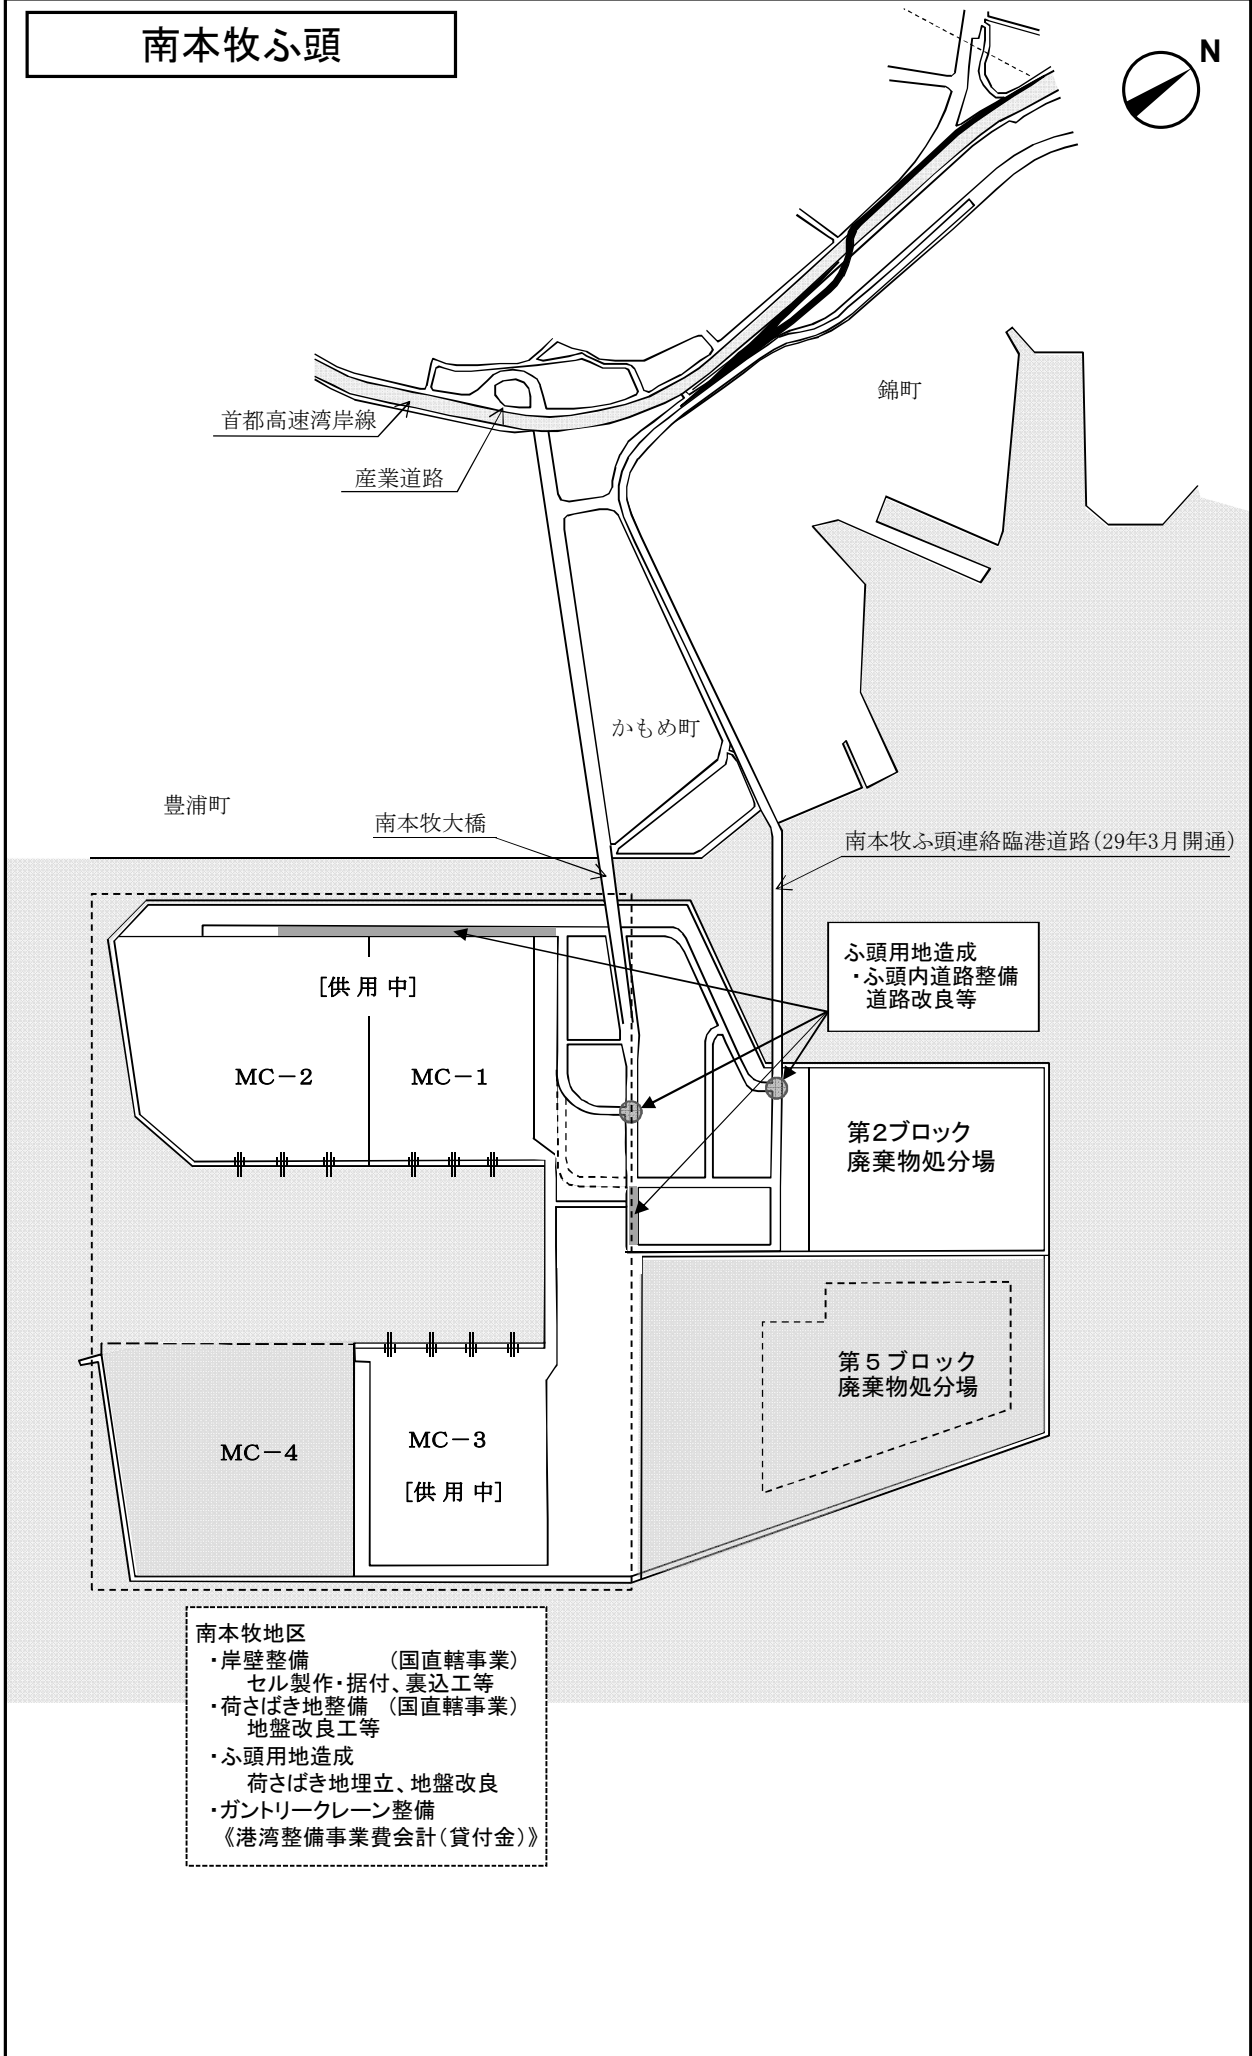 南本牧ふ頭
N
錦町
首都高速湾岸線
産業道路
かもめ町
豊浦町
南本牧大橋
南本牧ふ頭連絡臨港道路(29年3月開通)
ふ頭用地造成
・ふ頭内道路整備
道路改良等
[供用中]
MC－2
MC－1
第2ブロック
廃棄物処分場
第5ブロック
廃棄物処分場
MC－4
MC－3
[供用中]
南本牧地区
・岸壁整備　　　(国直轄事業)
セル製作・据付、裏込工等
・荷さばき地整備　(国直轄事業)
地盤改良工等
・ふ頭用地造成
荷さばき地埋立、地盤改良
・ガントリークレーン整備
《港湾整備事業費会計(貸付金)》